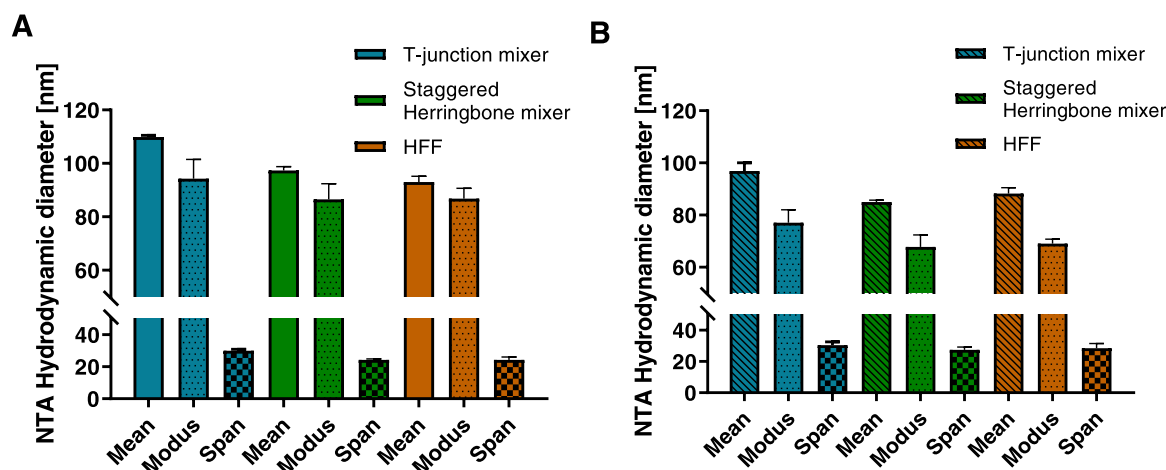 A
T-junction mixer
Staggered
Herringbone mixer
HFF
NTA Hydrodynamic diameter [nm]
120
100
80
60
40
20
0
Mean
Modus
Span
Mean
Modus
Span
Mean
Modus
Span
B
T-junction mixer
Staggered
Herringbone mixer
HFF
NTA Hydrodynamic diameter [nm]
120
100
80
60
40
20
0
Mean
Modus
Span
Mean
Modus
Span
Mean
Modus
Span